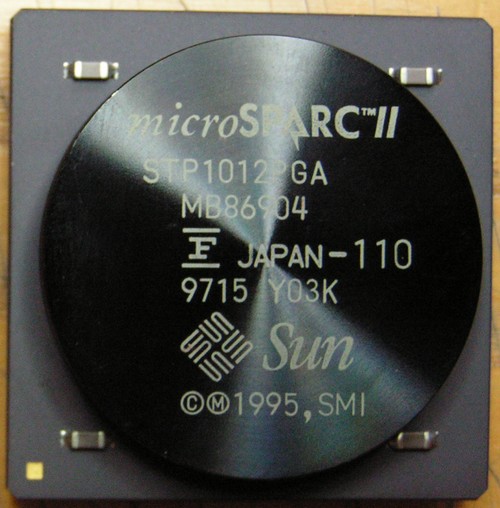 microSPARC™II
STP1012PGA
MB86904
F JAPAN-110
9715 Y03K
Sun
©Ⓜ1995, SMI